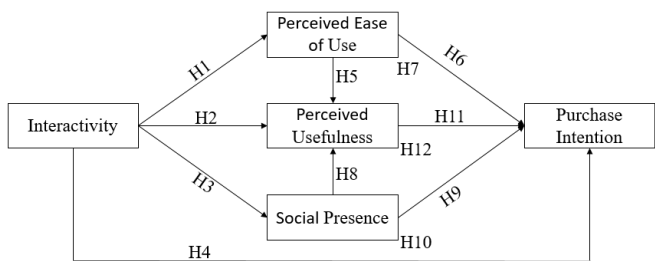 Perceived Ease
of Use
H1
H7
H6
H5
Interactivity
H2
Perceived
Usefulness
H11
Purchase
Intention
H12
H3
H8
H9
Social Presence
H10
H4